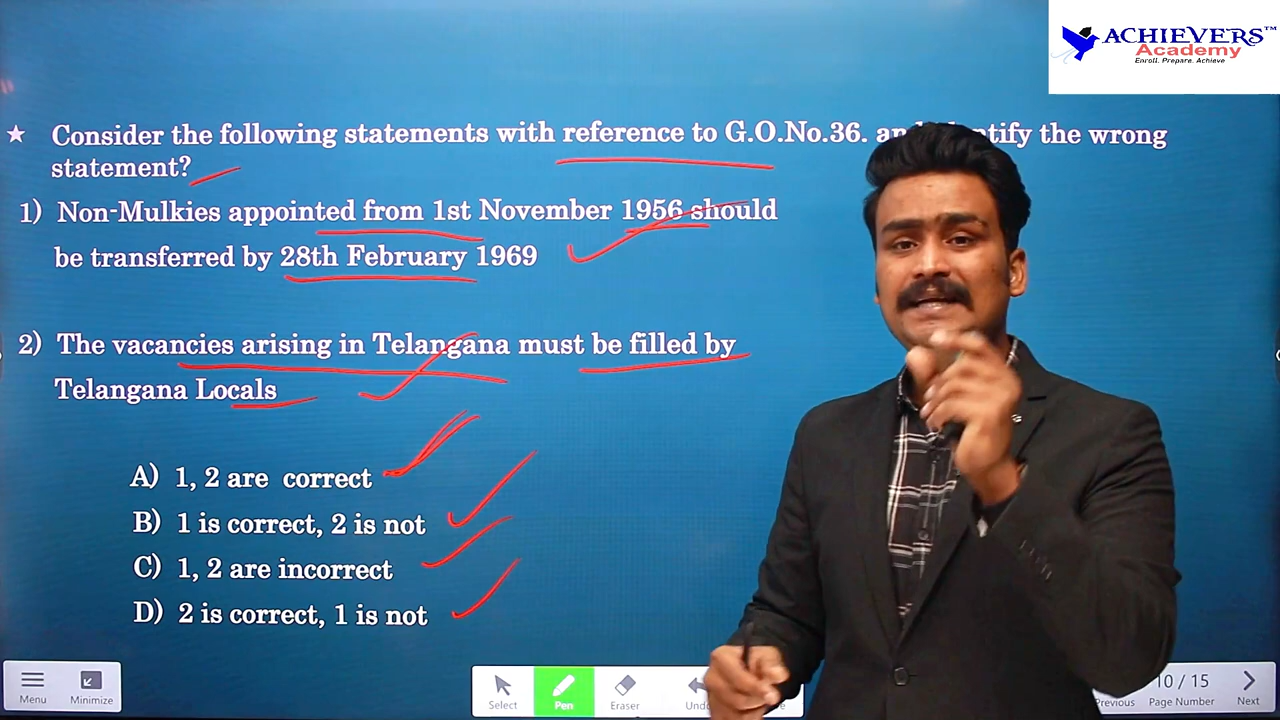 ACHIEVERS™
Academy
Enroll. Prepare. Achieve
★ Consider the following statements with reference to G.O.No.36. the wrong
statement?
1) Non-Mulkies appointed from 1st November 1956 should
be transferred by 28th February 1969
2) The vacancies arising in Telangana must be filled by
Telangana Locals
A) 1, 2 are correct
B) 1 is correct, 2 is not
C) 1, 2 are incorrect
D) 2 is correct, 1 is not
Menu Minimize Select Pen Eraser 10 / 15 Page Number Next